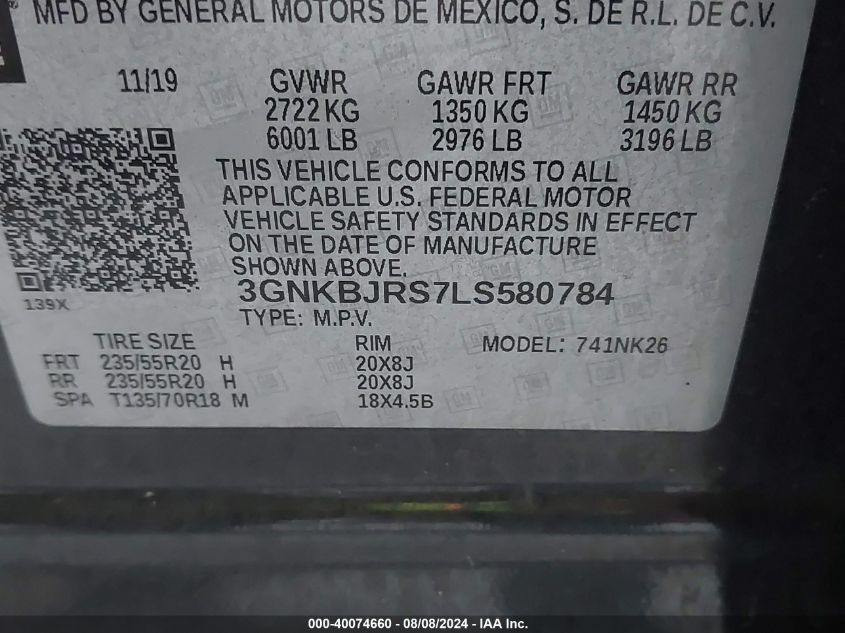 MFD BY GENERAL MOTORS DE MEXICO, S. DE R.L. DE C.V.
11/19 GVWR GAWR FRT GAWR RR
2722 KG 1350 KG 1450 KG
6001 LB 2976 LB 3196 LB
THIS VEHICLE CONFORMS TO ALL
APPLICABLE U.S. FEDERAL MOTOR
VEHICLE SAFETY STANDARDS IN EFFECT
ON THE DATE OF MANUFACTURE
SHOWN ABOVE.
139X
3GNKBJRS7LS580784
TYPE: M.P.V.
TIRE SIZE RIM MODEL: 741NK26
FRT 235/55R20 H 20X8J
RR 235/55R20 H 20X8J
SPA T135/70R18 M 18X4.5B
000-40074660 - 08/08/2024 - IAA Inc.